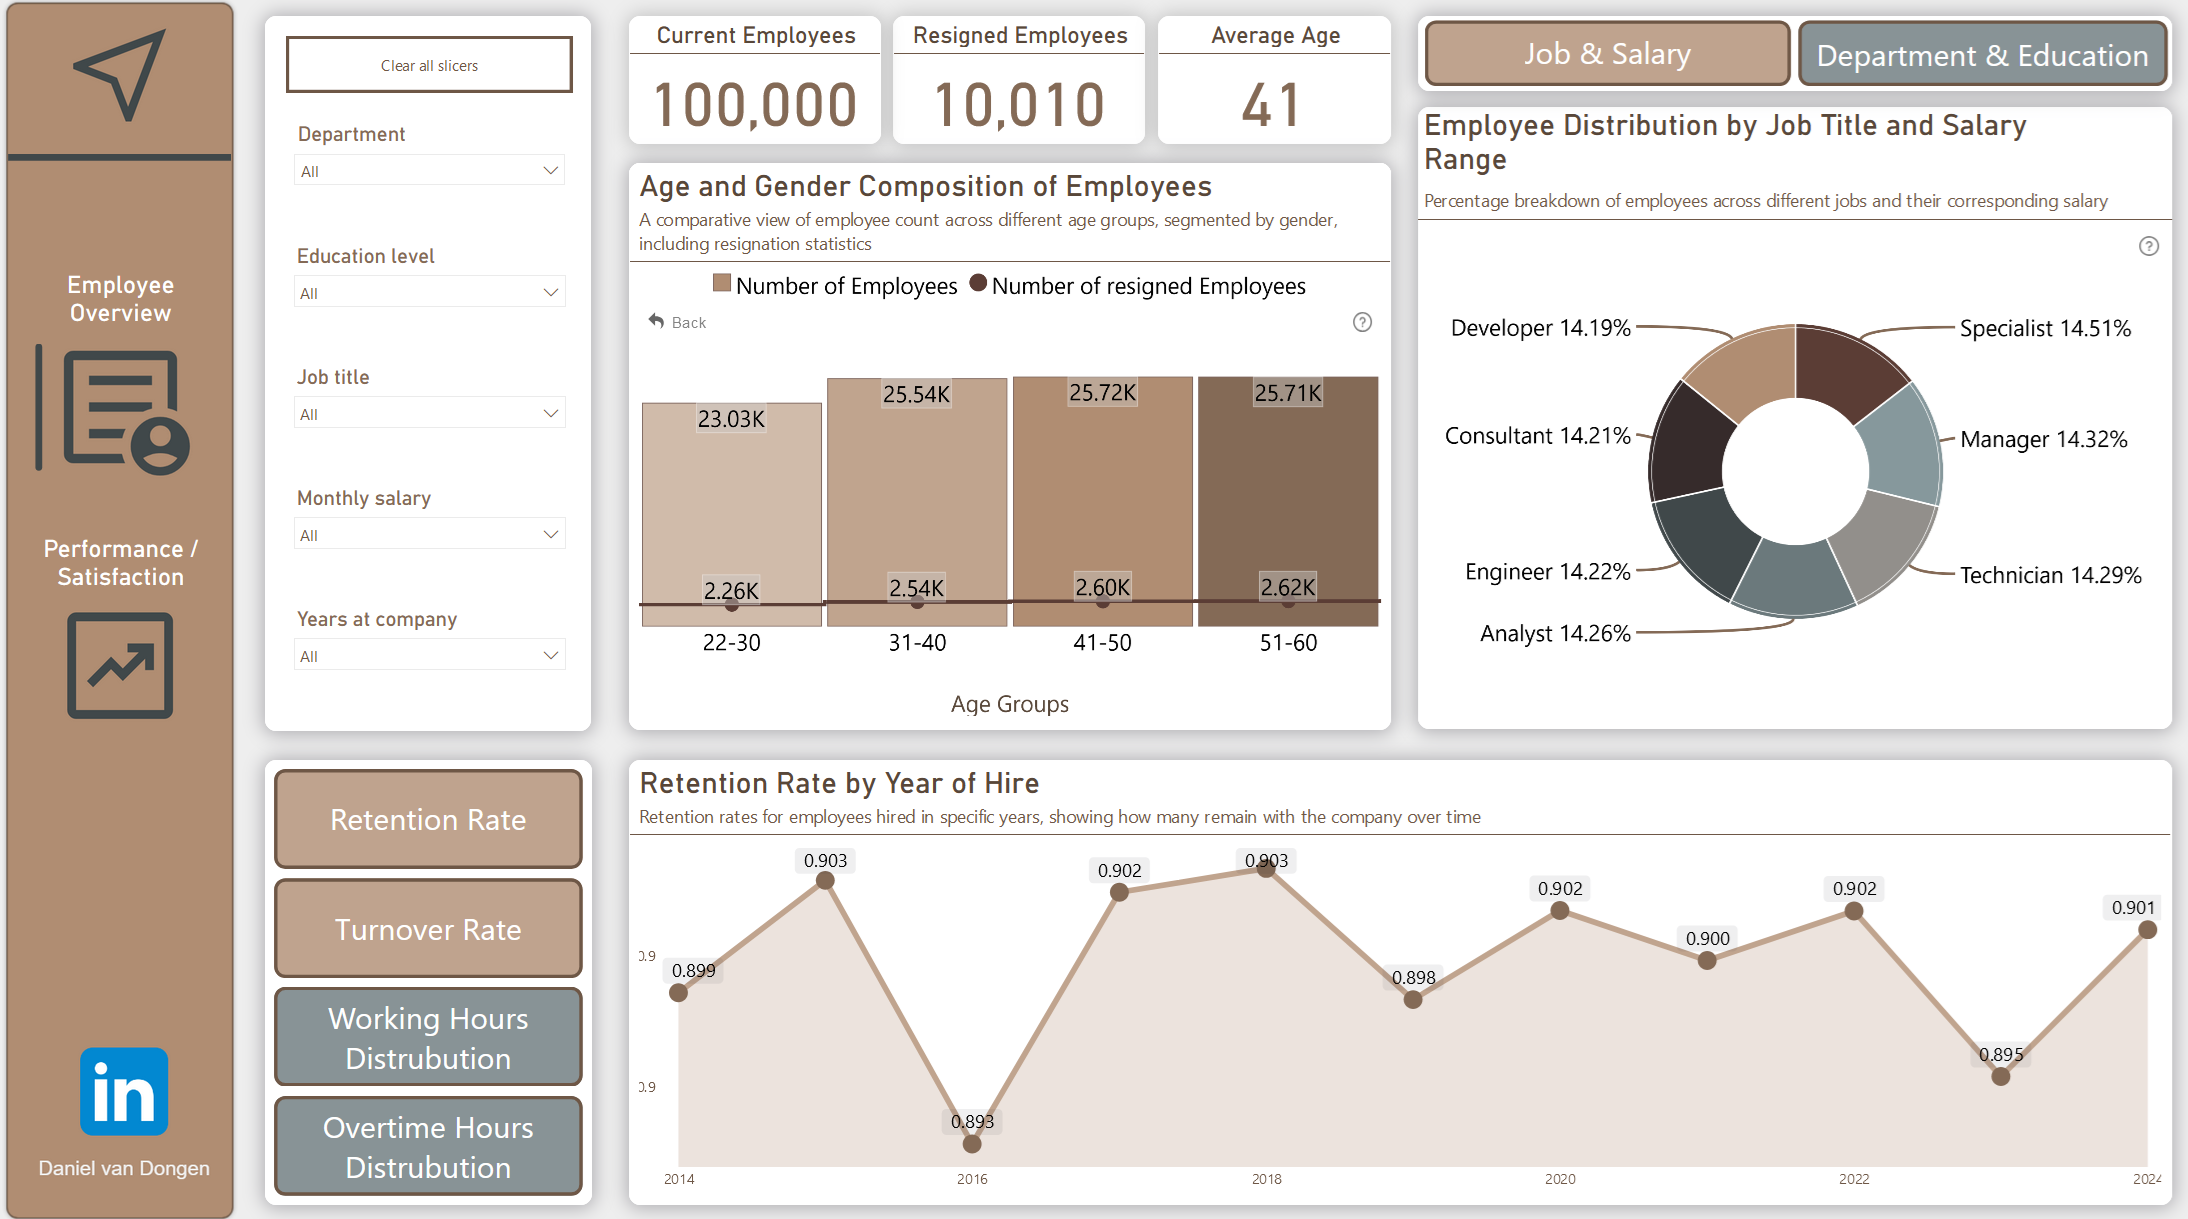 Employee
Overview
Performance /
Satisfaction
in
Daniel van Dongen
Clear all slicers
Department
All
Education level
All
Job title
All
Monthly salary
All
Years at company
All
Retention Rate
Turnover Rate
Working Hours
Distrubution
Overtime Hours
Distrubution
Current Employees
100,000
Resigned Employees
10,010
Average Age
41
Age and Gender Composition of Employees
A comparative view of employee count across different age groups, segmented by gender,
including resignation statistics
Number of Employees Number of resigned Employees
Back
?
23.03K 25.54K 25.72K 25.71K
2.26K 2.54K 2.60K 2.62K
22-30 31-40 41-50 51-60
Age Groups
Job & Salary
Department & Education
Employee Distribution by Job Title and Salary
Range
Percentage breakdown of employees across different jobs and their corresponding salary
?
Developer 14.19%
Specialist 14.51%
Consultant 14.21%
Manager 14.32%
Engineer 14.22%
Technician 14.29%
Analyst 14.26%
Retention Rate by Year of Hire
Retention rates for employees hired in specific years, showing how many remain with the company over time
0.9
0.9
0.899 0.903 0.893 0.902 0.903 0.898 0.902 0.900 0.902 0.895 0.901
2014 2016 2018 2020 2022 2024